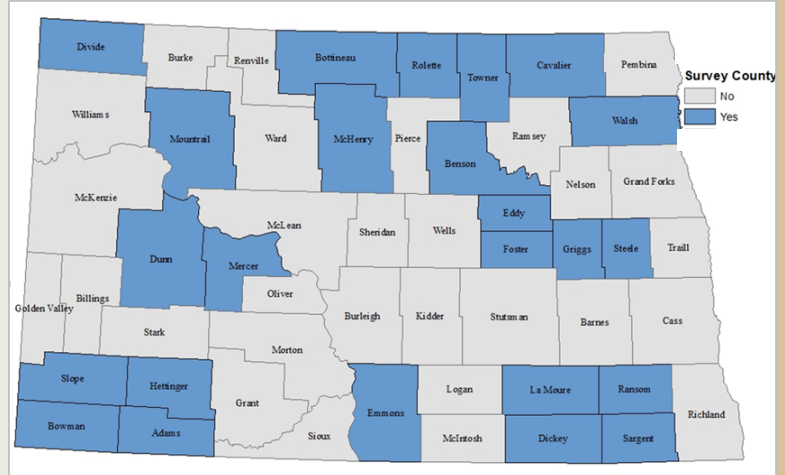 Divide
Burke
Renville
Bottineau
Rolette
Towner
Cavalier
Pembina
Survey County
No
Yes
Williams
Mountrail
Ward
McHenry
Pierce
Benson
Ramsey
Walsh
Nelson
Grand Forks
McKenzie
McLean
Sheridan
Wells
Eddy
Foster
Griggs
Steele
Traill
Dunn
Mercer
Oliver
Golden Valley
Billings
Stark
Burleigh
Kidder
Stutsman
Barnes
Cass
Morton
Slope
Hettinger
Grant
Emmons
Logan
La Moure
Ransom
Richland
Bowman
Adams
Sioux
McIntosh
Dickey
Sargent